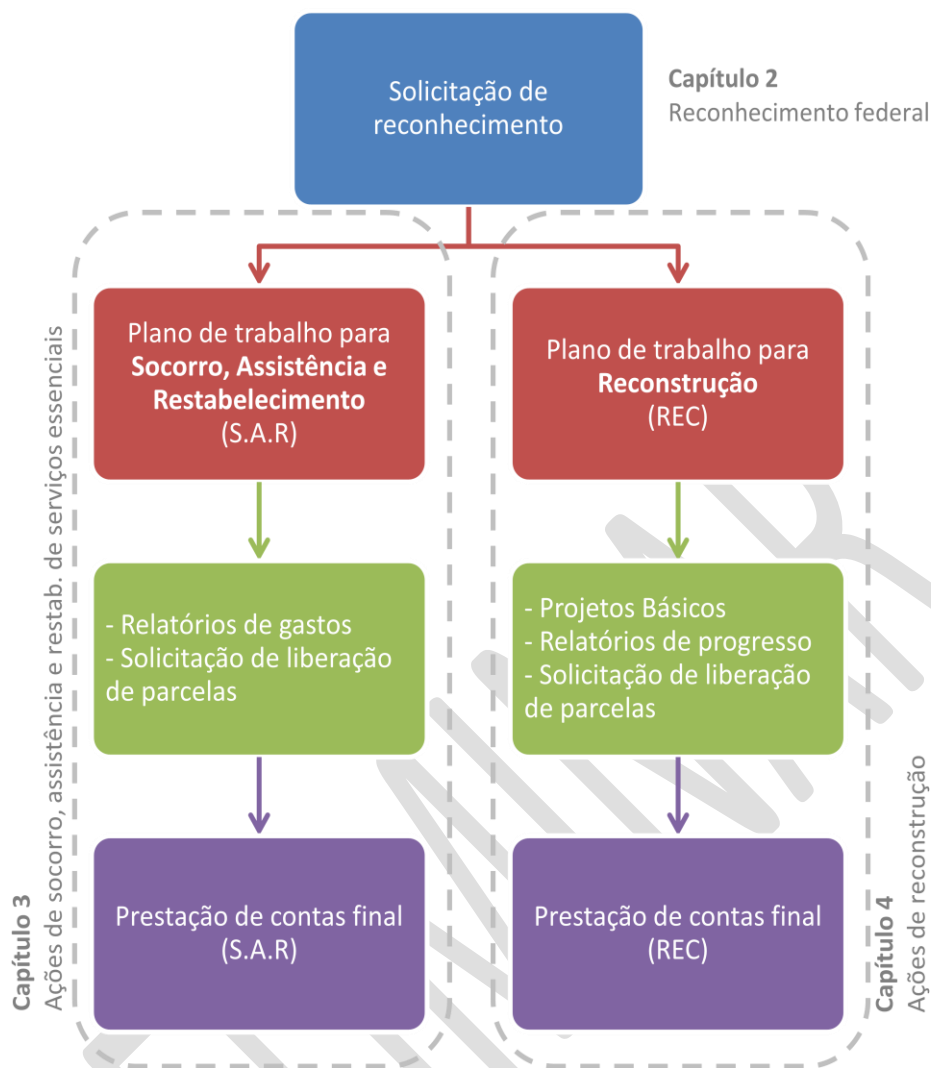 Solicitação de
reconhecimento
Capítulo 2
Reconhecimento federal
Capítulo 3
Ações de socorro, assistência e restab. de serviços essenciais
Plano de trabalho para
Socorro, Assistência e
Restabelecimento
(S.A.R)
- Relatórios de gastos
- Solicitação de liberação
de parcelas
Prestação de contas final
(S.A.R)
Plano de trabalho para
Reconstrução
(REC)
- Projetos Básicos
- Relatórios de progresso
- Solicitação de liberação
de parcelas
Prestação de contas final
(REC)
Capítulo 4
Ações de reconstrução